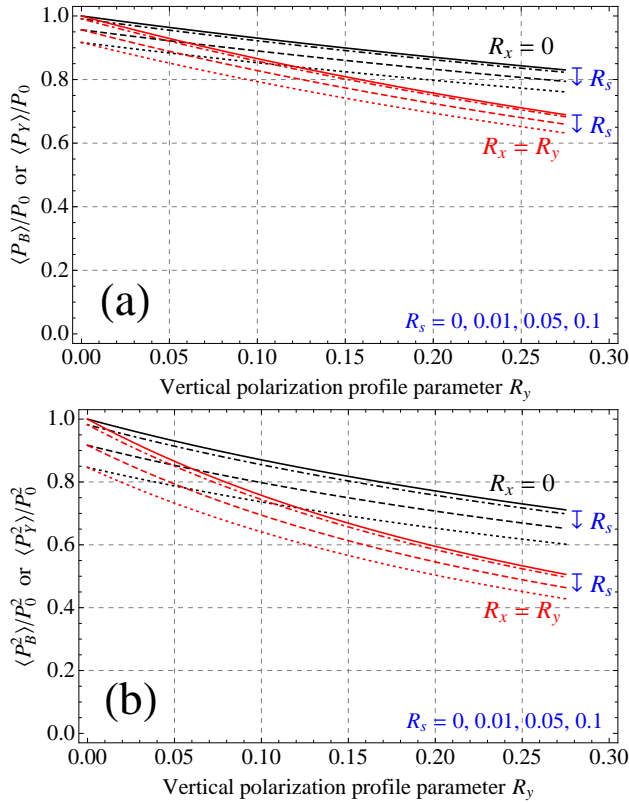 1.0
0.8
0.6
0.4
0.2
0.0
⟨P_B⟩/P_0 or ⟨P_Y⟩/P_0
R_x = 0
R_s
R_s
R_x = R_y
(a)
R_s = 0, 0.01, 0.05, 0.1
0.00 0.05 0.10 0.15 0.20 0.25 0.30
Vertical polarization profile parameter R_y
1.0
0.8
0.6
0.4
0.2
0.0
⟨P_B^2⟩/P_0^2 or ⟨P_Y^2⟩/P_0^2
R_x = 0
R_s
R_s
R_x = R_y
(b)
R_s = 0, 0.01, 0.05, 0.1
0.00 0.05 0.10 0.15 0.20 0.25 0.30
Vertical polarization profile parameter R_y